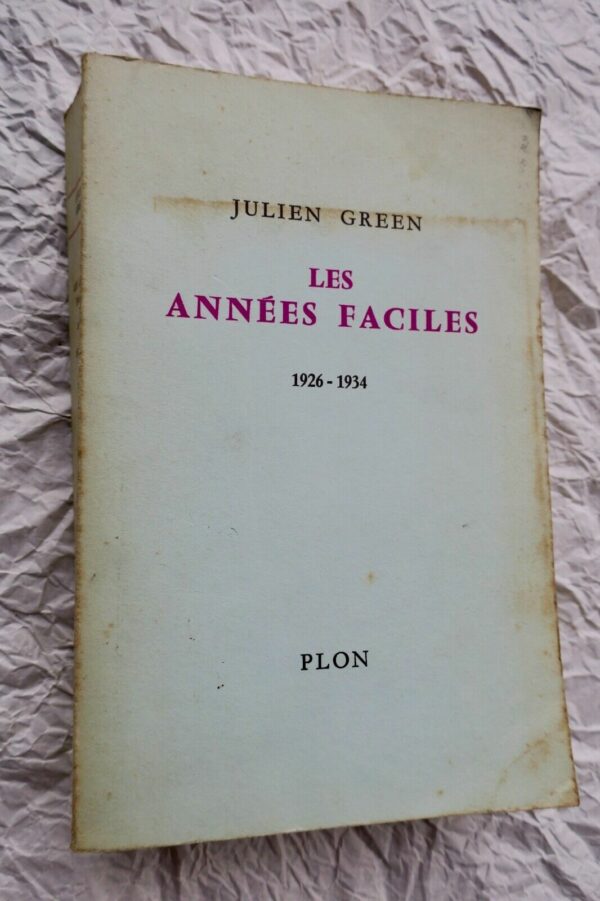 JULIEN GREEN
LES
ANNÉES FACILES
1926-1934
PLON